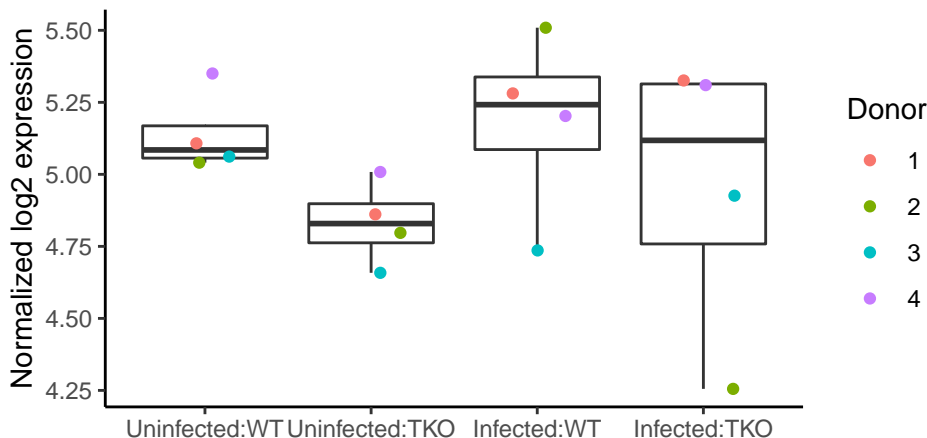 Normalized log2 expression
5.50
5.25
5.00
4.75
4.50
4.25
Uninfected:WT
Uninfected:TKO
Infected:WT
Infected:TKO
Donor
1
2
3
4